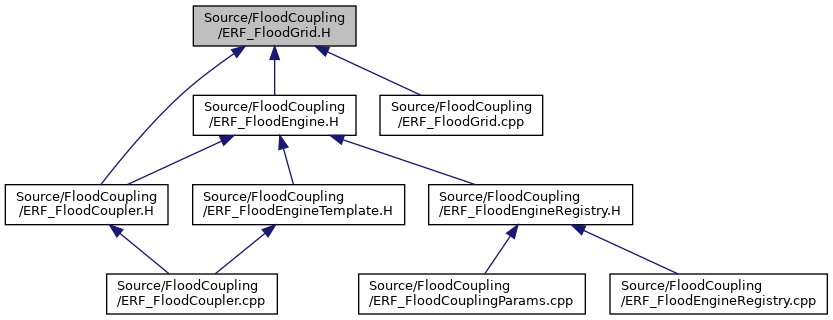 Source/FloodCoupling
/ERF_FloodGrid.H
Source/FloodCoupling
/ERF_FloodEngine.H
Source/FloodCoupling
/ERF_FloodGrid.cpp
Source/FloodCoupling
/ERF_FloodCoupler.H
Source/FloodCoupling
/ERF_FloodEngineTemplate.H
Source/FloodCoupling
/ERF_FloodEngineRegistry.H
Source/FloodCoupling
/ERF_FloodCoupler.cpp
Source/FloodCoupling
/ERF_FloodCouplingParams.cpp
Source/FloodCoupling
/ERF_FloodEngineRegistry.cpp